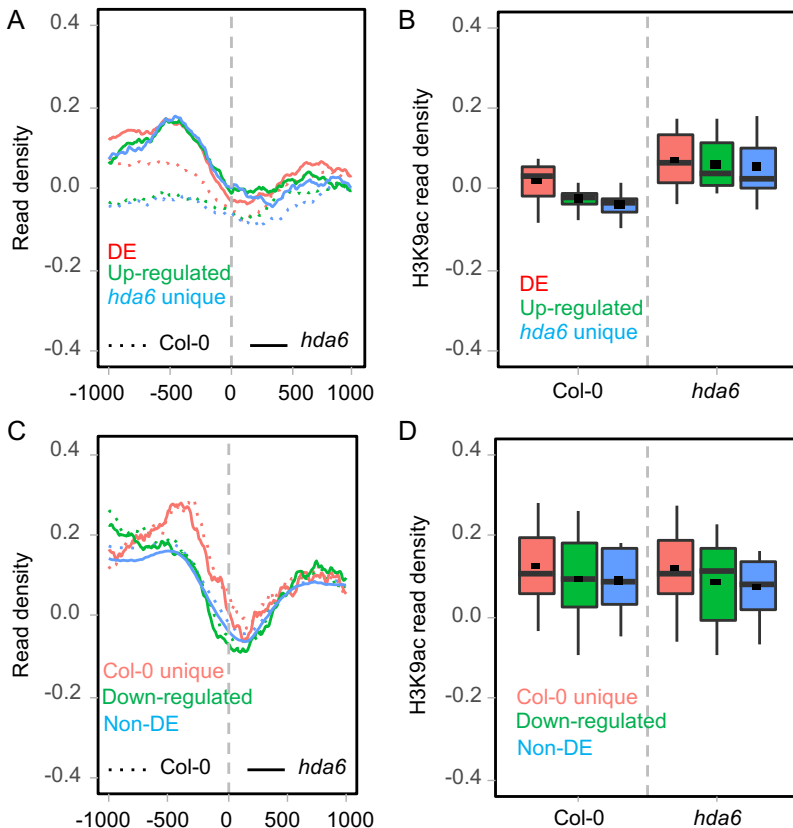 A
0.4
0.2
0.0
-0.2
-0.4
Read density
DE
Up-regulated
hda6 unique
Col-0
hda6
-1000 -500 0 500 1000
B
0.4
0.2
0.0
-0.2
-0.4
H3K9ac read density
DE
Up-regulated
hda6 unique
Col-0 hda6
C
0.4
0.2
0.0
-0.2
-0.4
Read density
Col-0 unique
Down-regulated
Non-DE
Col-0
hda6
-1000 -500 0 500 1000
D
0.4
0.2
0.0
-0.2
-0.4
H3K9ac read density
Col-0 unique
Down-regulated
Non-DE
Col-0 hda6